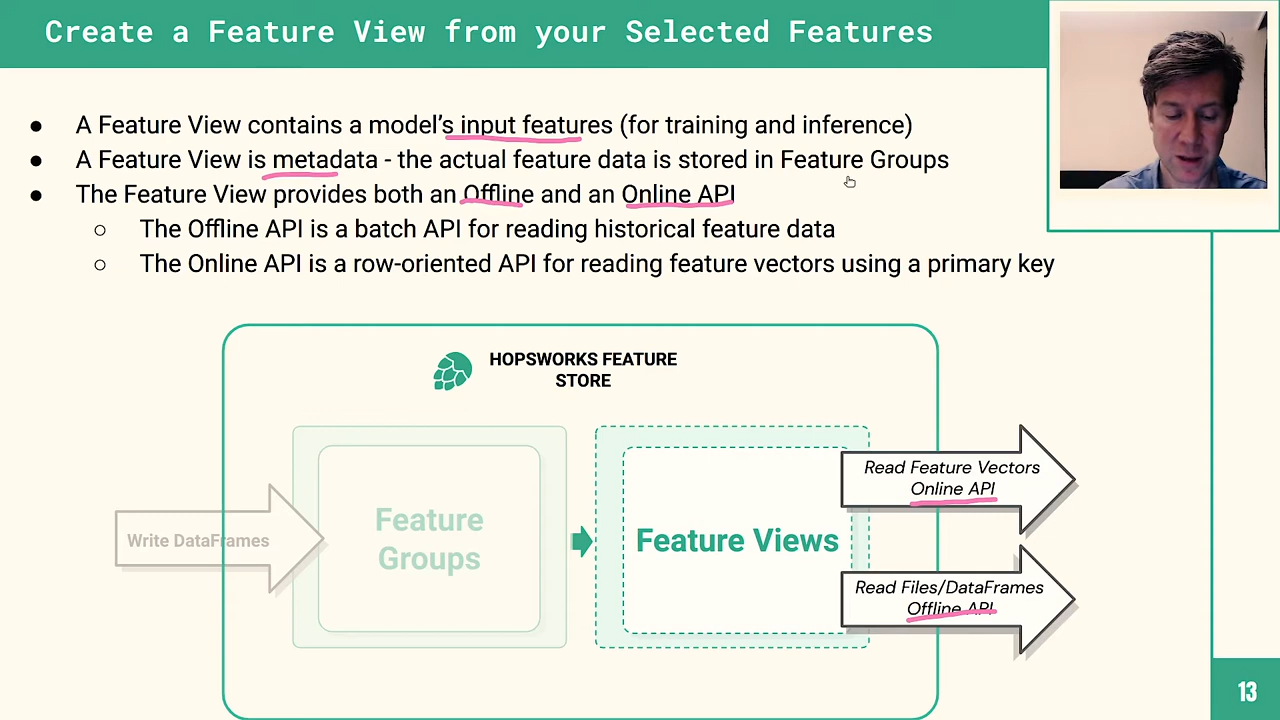 Create a Feature View from your Selected Features
● A Feature View contains a model's input features (for training and inference)
● A Feature View is metadata - the actual feature data is stored in Feature Groups
● The Feature View provides both an Offline and an Online API
○ The Offline API is a batch API for reading historical feature data
○ The Online API is a row-oriented API for reading feature vectors using a primary key
HOPSWORKS FEATURE
STORE
Write DataFrames
Feature
Groups
Feature Views
Read Feature Vectors
Online API
Read Files/DataFrames
Offline API
13